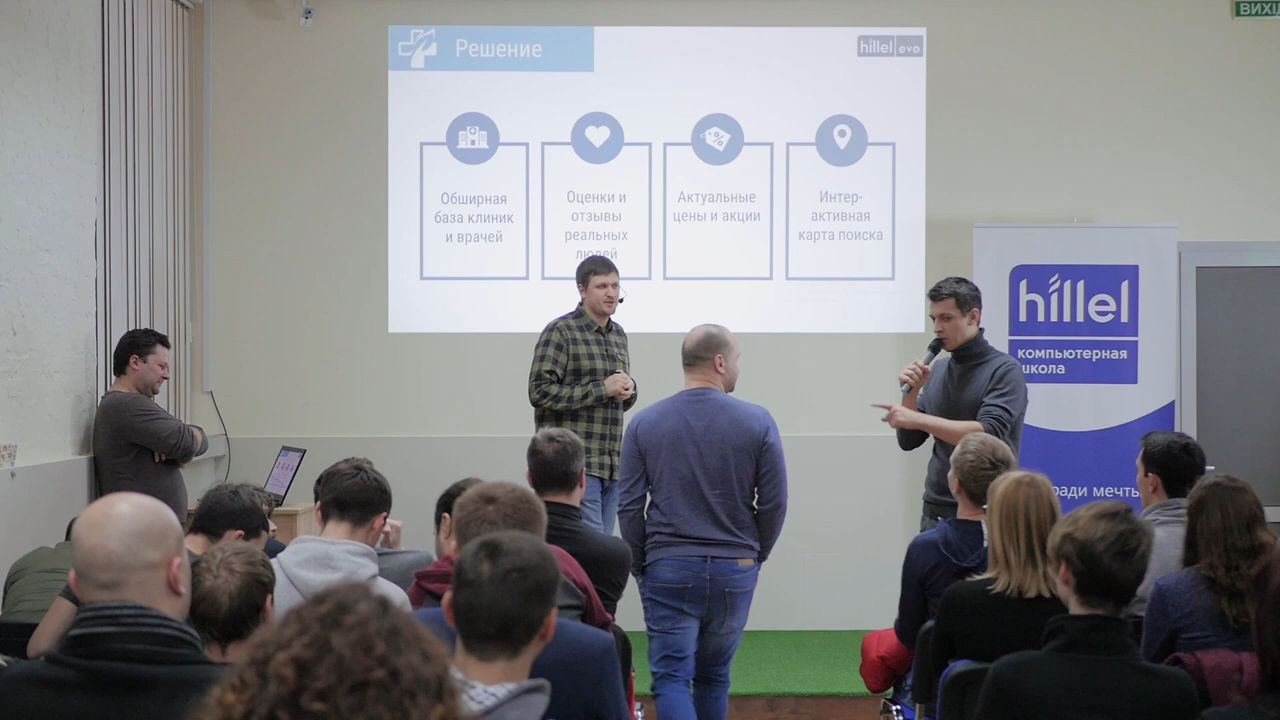 ВИХІД
Решение
hillel evo
Обширная
база клиник
и врачей
Оценки и
отзывы
реальных
людей
Актуальные
цены и акции
Интер-
активная
карта поиска
hillel
компьютерная
школа
ради мечты